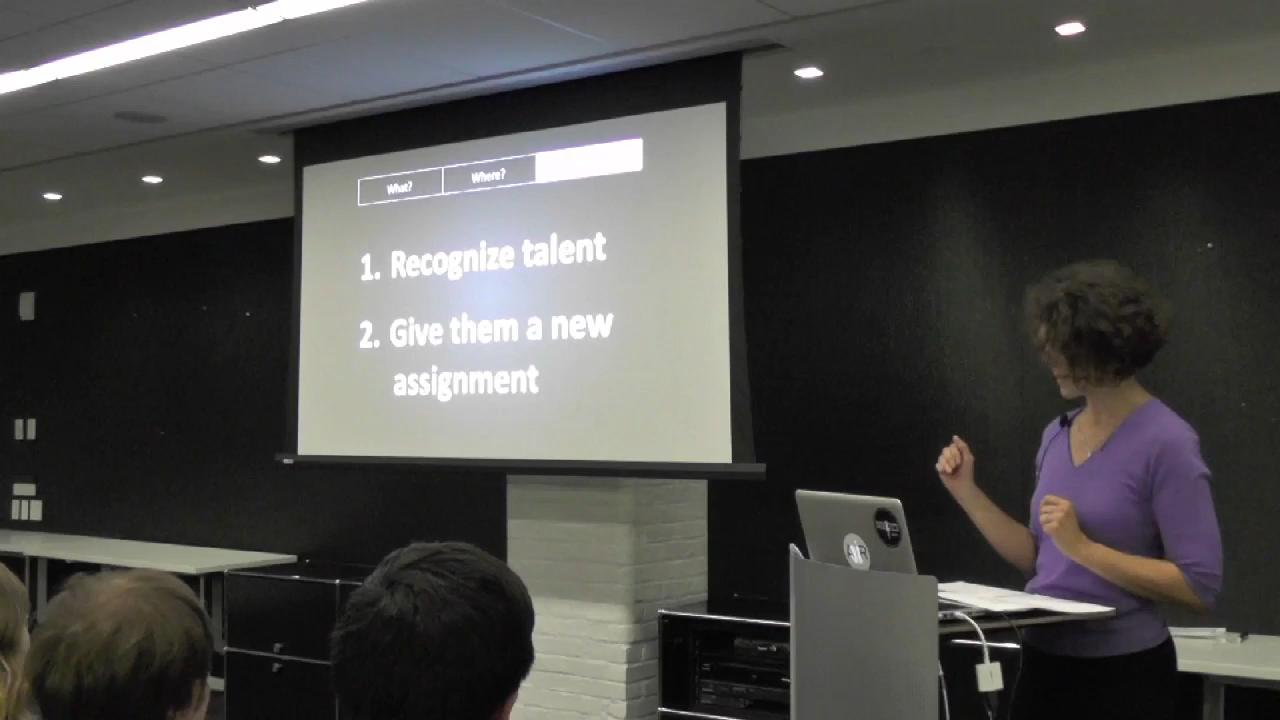 What? Where?
1. Recognize talent
2. Give them a new
assignment